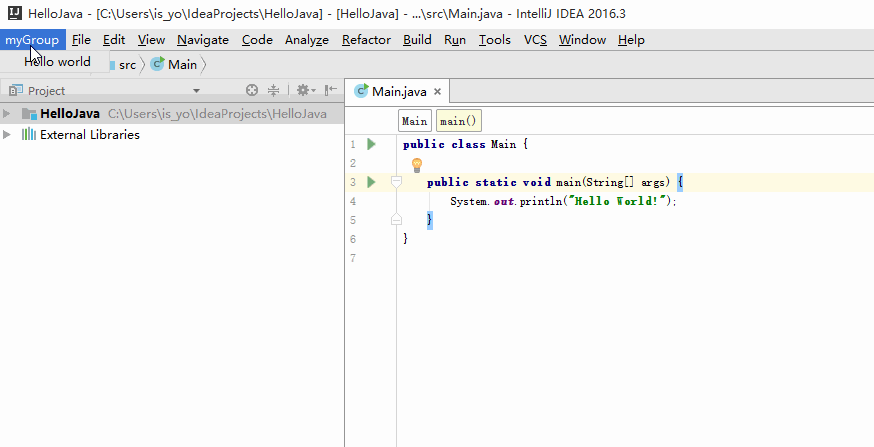 HelloJava - [C:\Users\is_yo\IdeaProjects\HelloJava] - [HelloJava] - ...\src\Main.java - IntelliJ IDEA 2016.3
myGroup File Edit View Navigate Code Analyze Refactor Build Run Tools VCS Window Help
Hello world src Main
Project
Main.java
HelloJava C:\Users\is_yo\IdeaProjects\HelloJava
External Libraries
Main main()
1 public class Main {
2
3 public static void main(String[] args) {
4 System.out.println("Hello World!");
5 }
6 }
7